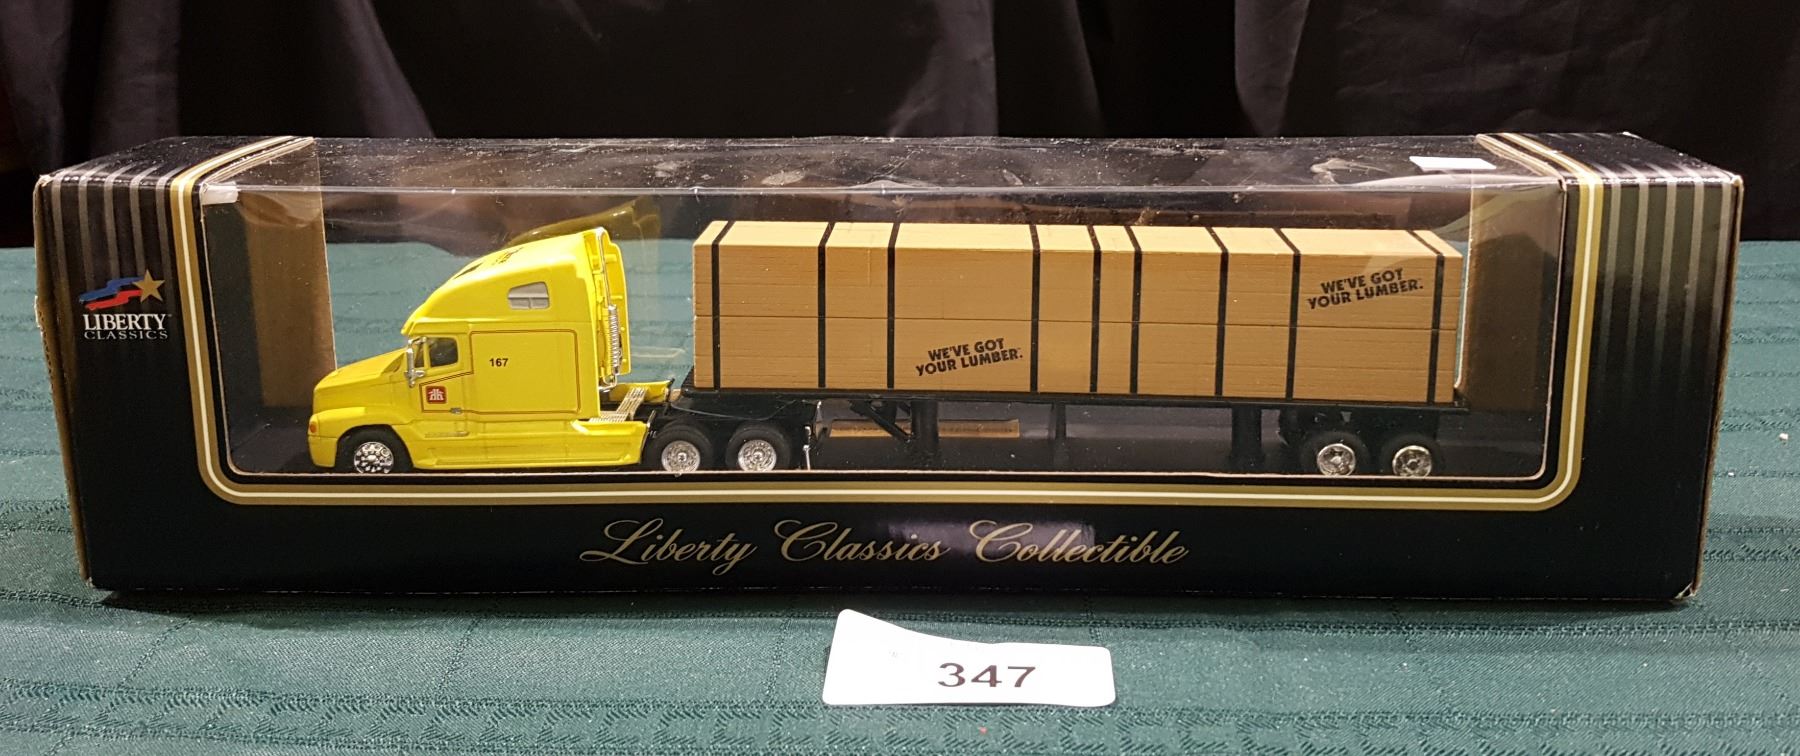 LIBERTY
CLASSICS
167
WE'VE GOT
YOUR LUMBER.
WE'VE GOT
YOUR LUMBER.
Liberty Classics Collectible
347